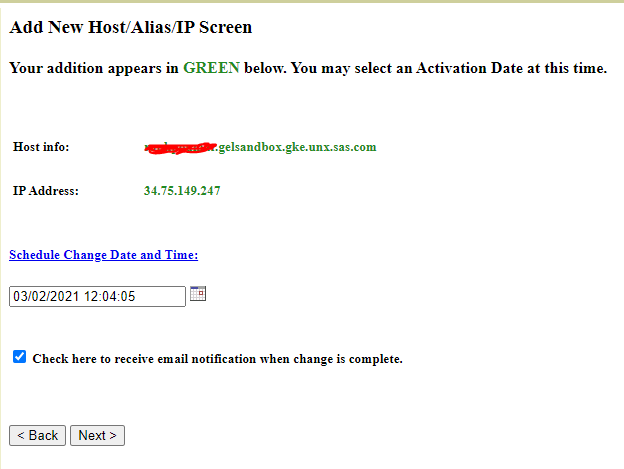 Add New Host/Alias/IP Screen
Your addition appears in GREEN below. You may select an Activation Date at this time.
Host info: .gelsandbox.gke.unx.sas.com
IP Address: 34.75.149.247
Schedule Change Date and Time:
03/02/2021 12:04:05
Check here to receive email notification when change is complete.
< Back Next >